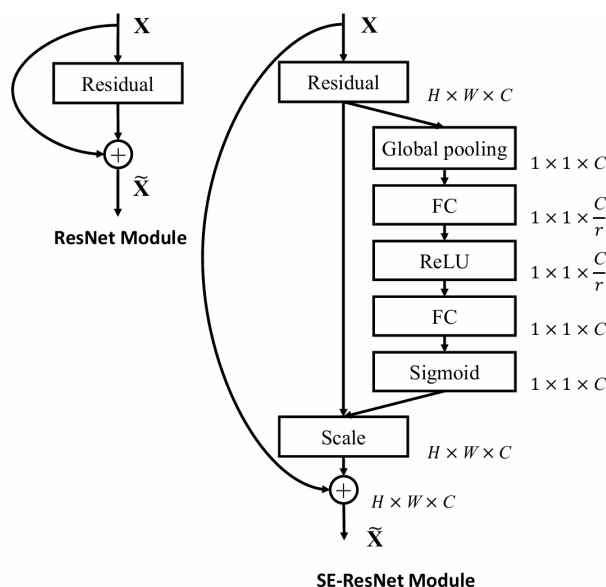 X
Residual
+
X̃
ResNet Module
X
Residual
H × W × C
Global pooling
1 × 1 × C
FC
1 × 1 × C/r
ReLU
1 × 1 × C/r
FC
1 × 1 × C
Sigmoid
1 × 1 × C
Scale
H × W × C
+
H × W × C
X̃
SE-ResNet Module